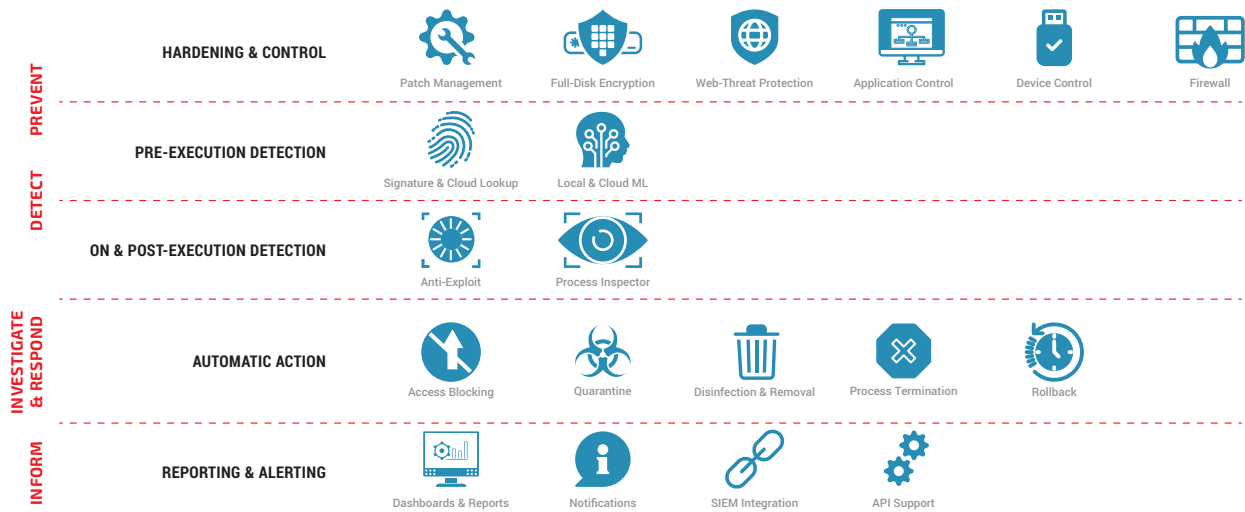 PREVENT
HARDENING & CONTROL
Patch Management
Full-Disk Encryption
Web-Threat Protection
Application Control
Device Control
Firewall
PRE-EXECUTION DETECTION
Signature & Cloud Lookup
Local & Cloud ML
DETECT
ON & POST-EXECUTION DETECTION
Anti-Exploit
Process Inspector
INVESTIGATE
& RESPOND
AUTOMATIC ACTION
Access Blocking
Quarantine
Disinfection & Removal
Process Termination
Rollback
INFORM
REPORTING & ALERTING
Dashboards & Reports
Notifications
SIEM Integration
API Support